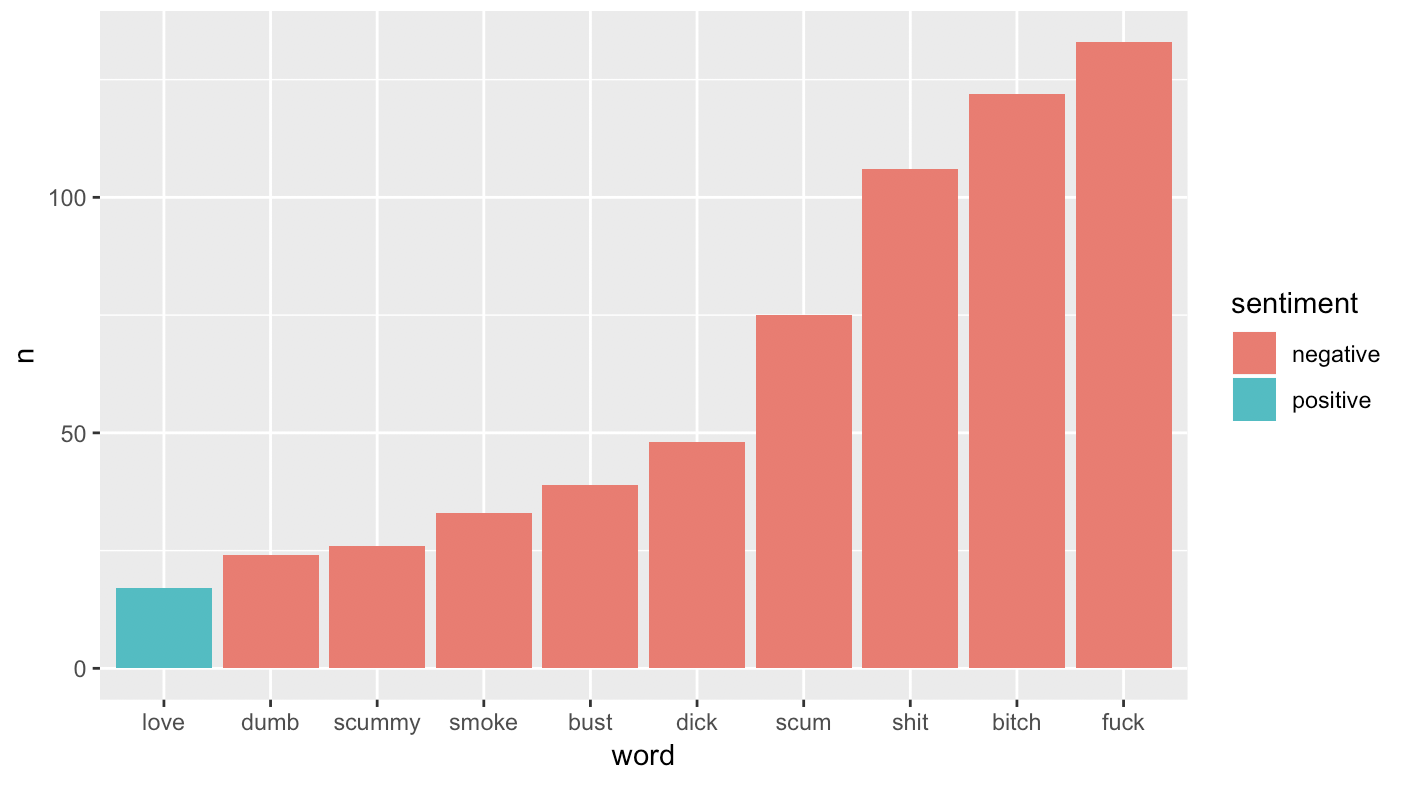 100
50
0
n
love dumb scummy smoke bust dick scum shit bitch fuck
word
sentiment
negative
positive